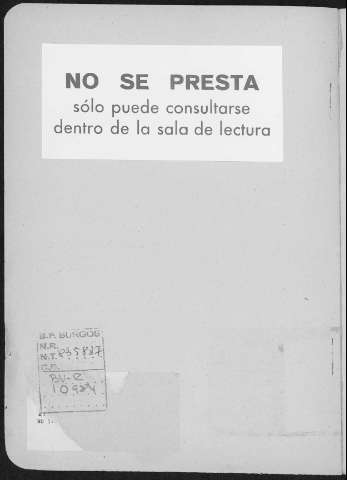 NO SE PRESTA
sólo puede consultarse
dentro de la sala de lectura
B.P. BURGOS
N.R.
N.T.